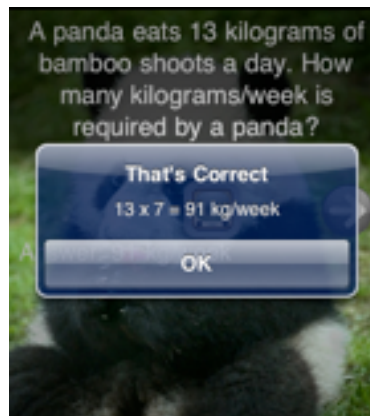 A panda eats 13 kilograms of
bamboo shoots a day. How
many kilograms/week is
required by a panda?
That's Correct
13 x 7 = 91 kg/week
OK